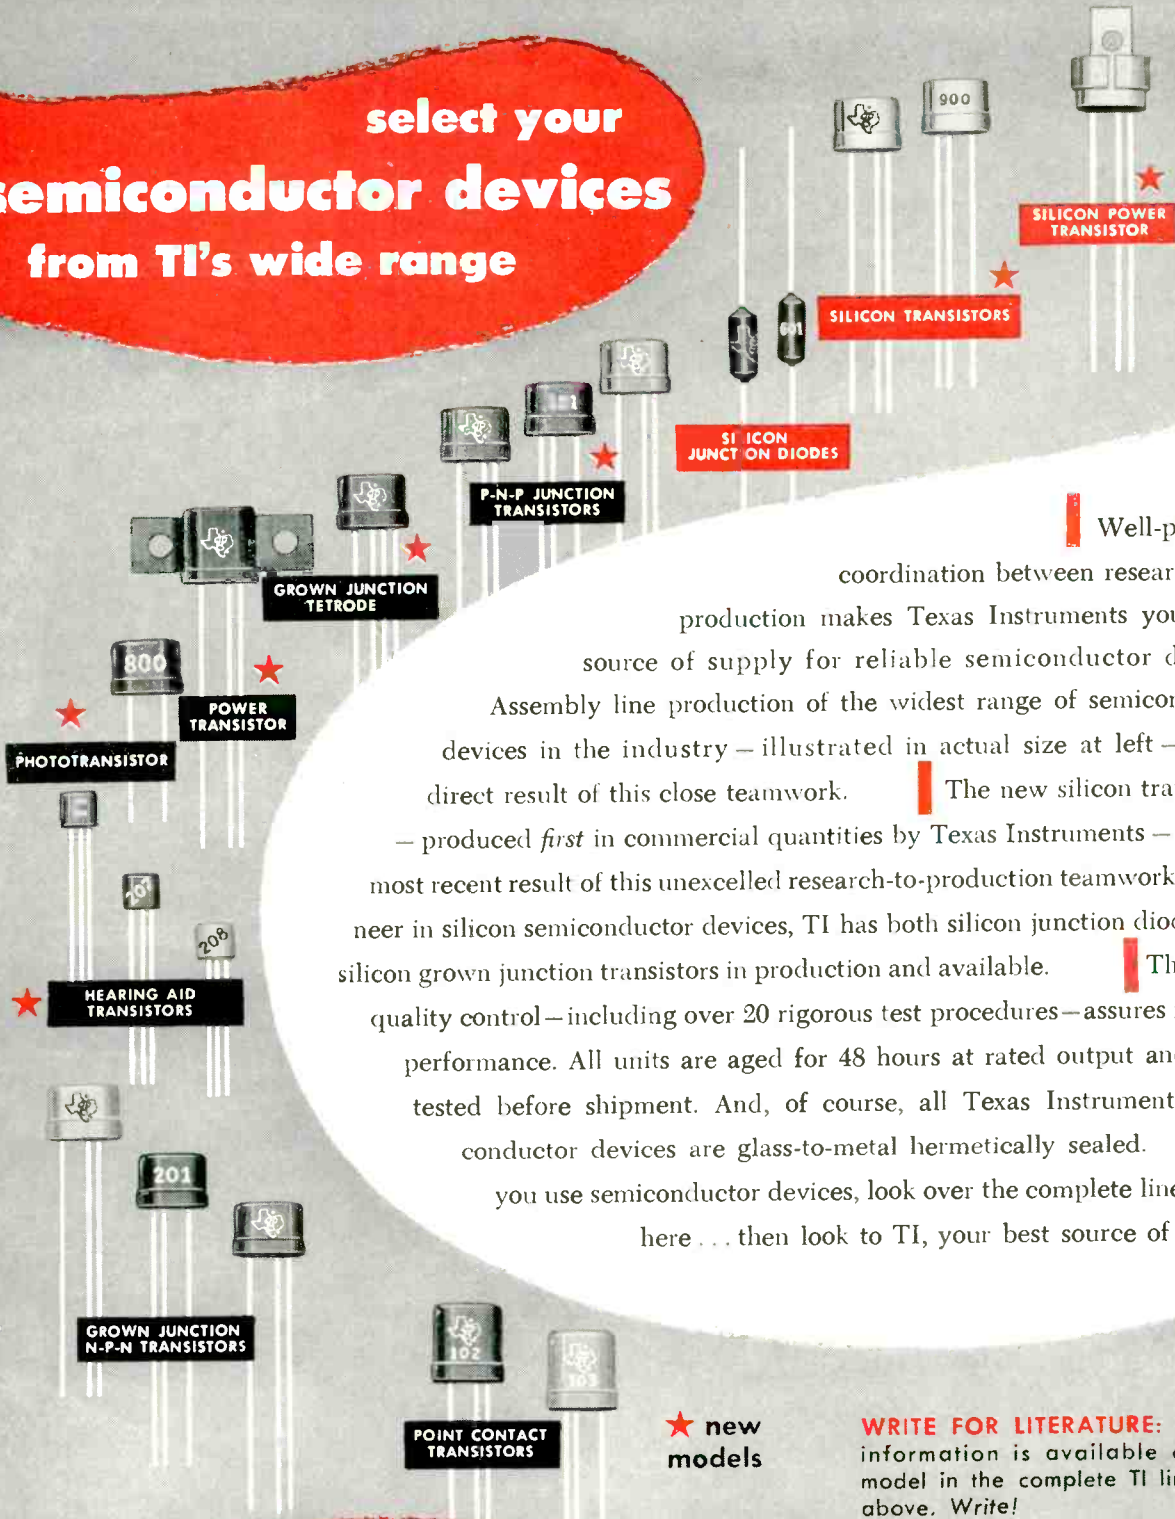 select your
semiconductor devices
from TI's wide range
900
SILICON POWER
TRANSISTOR
SILICON TRANSISTORS
601
SI ICON
JUNCT ON DIODES
1
P-N-P JUNCTION
TRANSISTORS
GROWN JUNCTION
TETRODE
800
POWER
TRANSISTOR
PHOTOTRANSISTOR
207
208
HEARING AID
TRANSISTORS
201
GROWN JUNCTION
N-P-N TRANSISTORS
102
103
POINT CONTACT
TRANSISTORS
Well-p
coordination between resear
production makes Texas Instruments you
source of supply for reliable semiconductor d
Assembly line production of the widest range of semicon
devices in the industry — illustrated in actual size at left —
direct result of this close teamwork. The new silicon tra
— produced first in commercial quantities by Texas Instruments —
most recent result of this unexcelled research-to-production teamwork
neer in silicon semiconductor devices, TI has both silicon junction dio
silicon grown junction transistors in production and available. Th
quality control—including over 20 rigorous test procedures—assures
performance. All units are aged for 48 hours at rated output an
tested before shipment. And, of course, all Texas Instrument
conductor devices are glass-to-metal hermetically sealed.
you use semiconductor devices, look over the complete line
here . . . then look to TI, your best source of
new
models
WRITE FOR LITERATURE:
information is available
model in the complete TI li
above. Write!